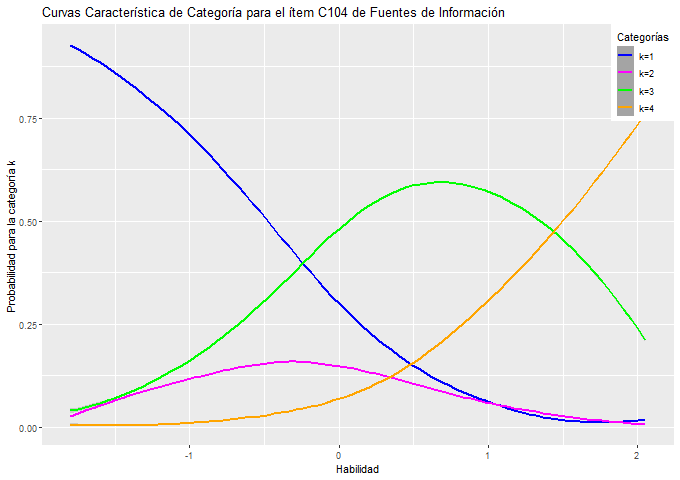 Curvas Característica de Categoría para el ítem C104 de Fuentes de Información
Categorías
k=1
k=2
k=3
k=4
Probabilidad para la categoría k
0.75
0.50
0.25
0.00
-1
0
1
2
Habilidad